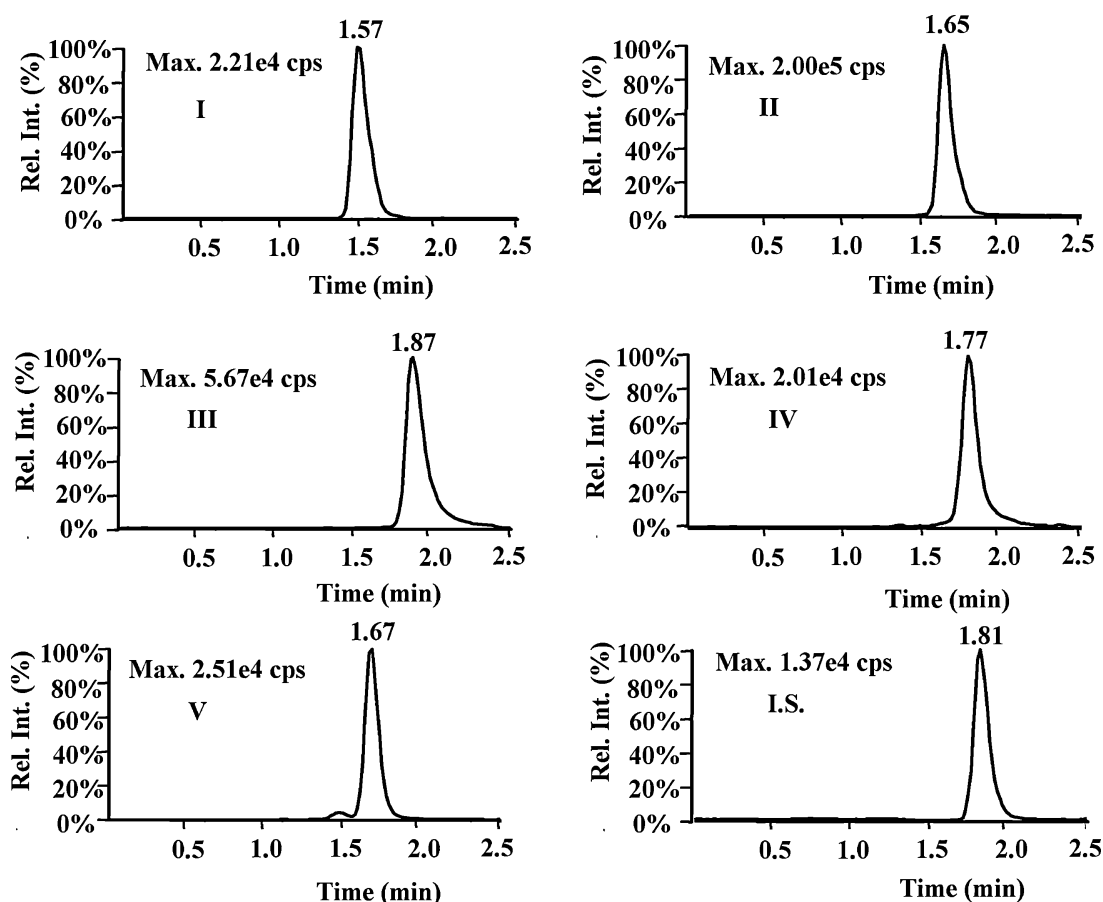 1.57
100%
80%
60%
40%
20%
0%
Rel. Int. (%)
Max. 2.21e4 cps
I
0.5 1.0 1.5 2.0 2.5
Time (min)
1.65
100%
80%
60%
40%
20%
0%
Rel. Int. (%)
Max. 2.00e5 cps
II
0.5 1.0 1.5 2.0 2.5
Time (min)
1.87
100%
80%
60%
40%
20%
0%
Rel. Int. (%)
Max. 5.67e4 cps
III
0.5 1.0 1.5 2.0 2.5
Time (min)
1.77
100%
80%
60%
40%
20%
0%
Rel. Int. (%)
Max. 2.01e4 cps
IV
0.5 1.0 1.5 2.0 2.5
Time (min)
1.67
100%
80%
60%
40%
20%
0%
Rel. Int. (%)
Max. 2.51e4 cps
V
0.5 1.0 1.5 2.0 2.5
Time (min)
1.81
100%
80%
60%
40%
20%
0%
Rel. Int. (%)
Max. 1.37e4 cps
I.S.
0.5 1.0 1.5 2.0 2.5
Time (min)